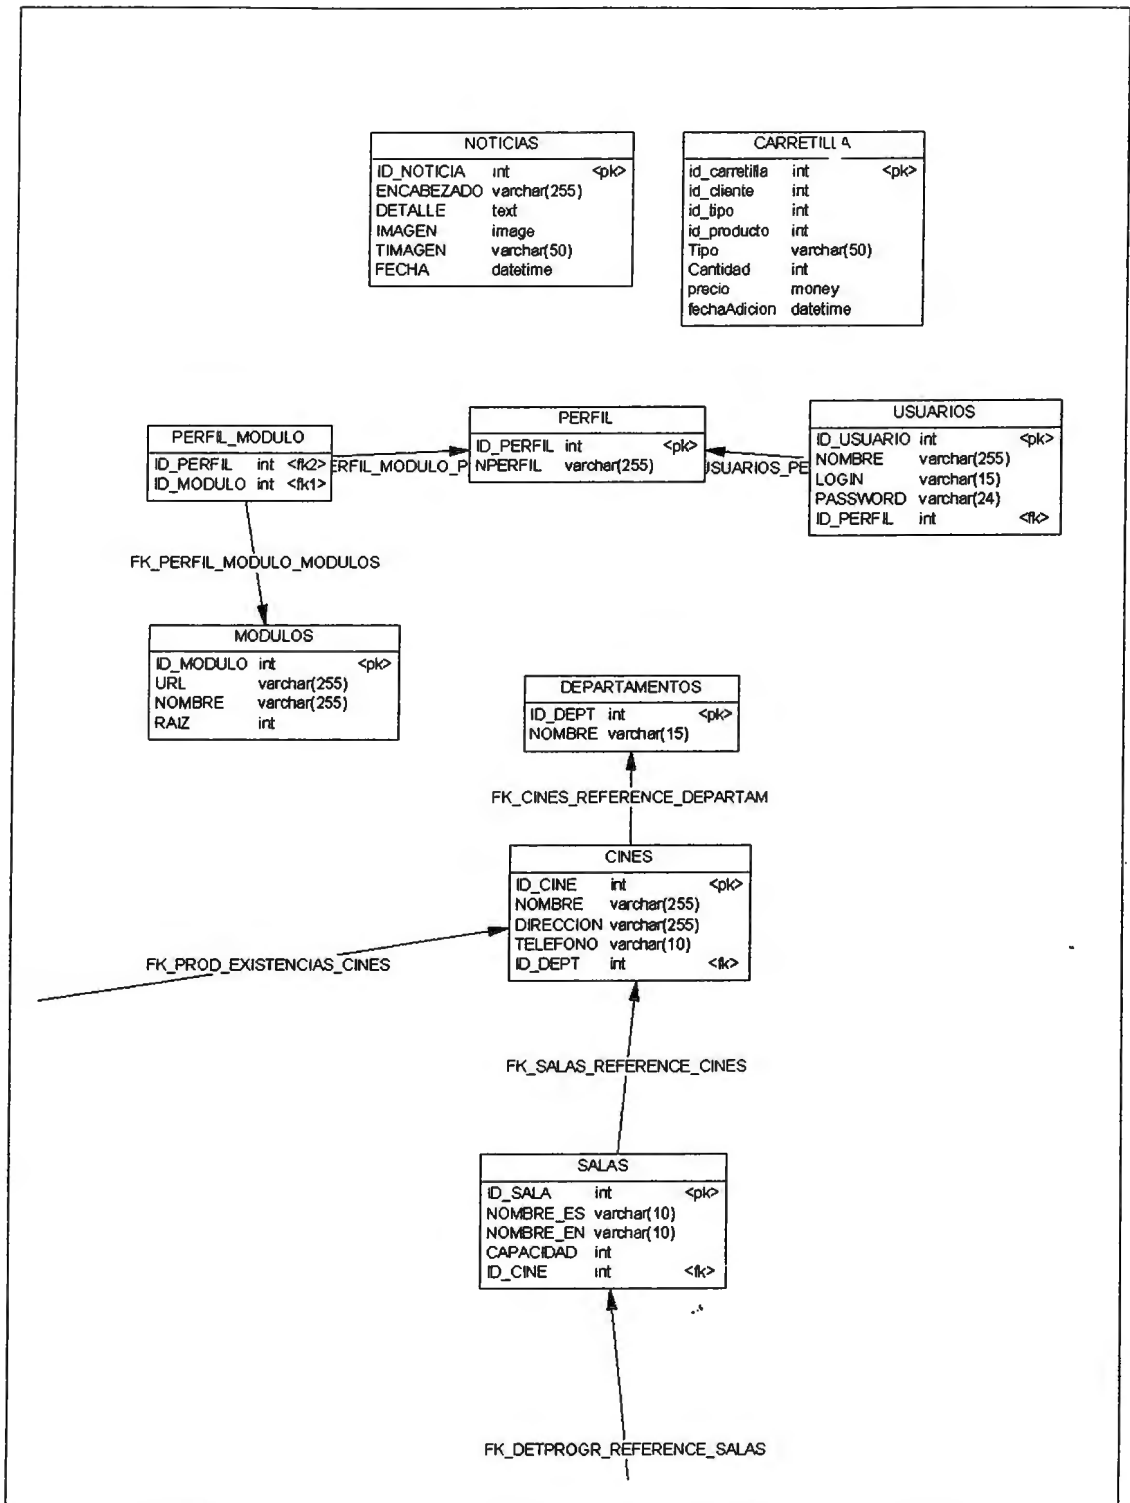 NOTICIAS
ID_NOTICIA int <pk>
ENCABEZADO varchar(255)
DETALLE text
IMAGEN image
TIMAGEN varchar(50)
FECHA datetime
CARRETILLA
id_carretilla int <pk>
id_cliente int
id_tipo int
id_producto int
Tipo varchar(50)
Cantidad int
precio money
fechaAdicion datetime
PERFIL_MODULO
ID_PERFIL int <fk2>
ID_MODULO int <fk1>
ERFIL_MODULO_P
PERFIL
ID_PERFIL int <pk>
NPERFIL varchar(255)
USUARIOS_PE
USUARIOS
ID_USUARIO int <pk>
NOMBRE varchar(255)
LOGIN varchar(15)
PASSWORD varchar(24)
ID_PERFIL int <fk>
FK_PERFIL_MODULO_MODULOS
MODULOS
ID_MODULO int <pk>
URL varchar(255)
NOMBRE varchar(255)
RAIZ int
DEPARTAMENTOS
ID_DEPT int <pk>
NOMBRE varchar(15)
FK_CINES_REFERENCE_DEPARTAM
CINES
ID_CINE int <pk>
NOMBRE varchar(255)
DIRECCION varchar(255)
TELEFONO varchar(10)
ID_DEPT int <fk>
FK_PROD_EXISTENCIAS_CINES
FK_SALAS_REFERENCE_CINES
SALAS
ID_SALA int <pk>
NOMBRE_ES varchar(10)
NOMBRE_EN varchar(10)
CAPACIDAD int
ID_CINE int <fk>
FK_DETPROGR_REFERENCE_SALAS